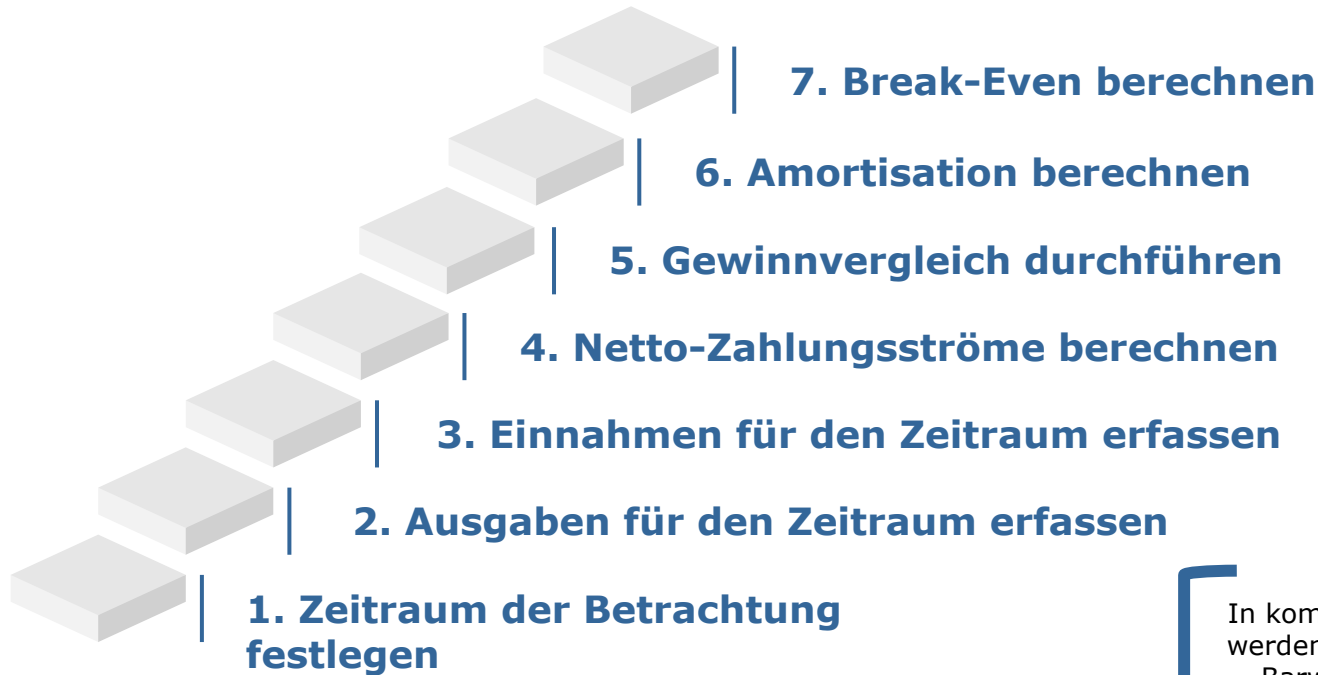 7. Break-Even berechnen
6. Amortisation berechnen
5. Gewinnvergleich durchführen
4. Netto-Zahlungsströme berechnen
3. Einnahmen für den Zeitraum erfassen
2. Ausgaben für den Zeitraum erfassen
1. Zeitraum der Betrachtung
festlegen
In